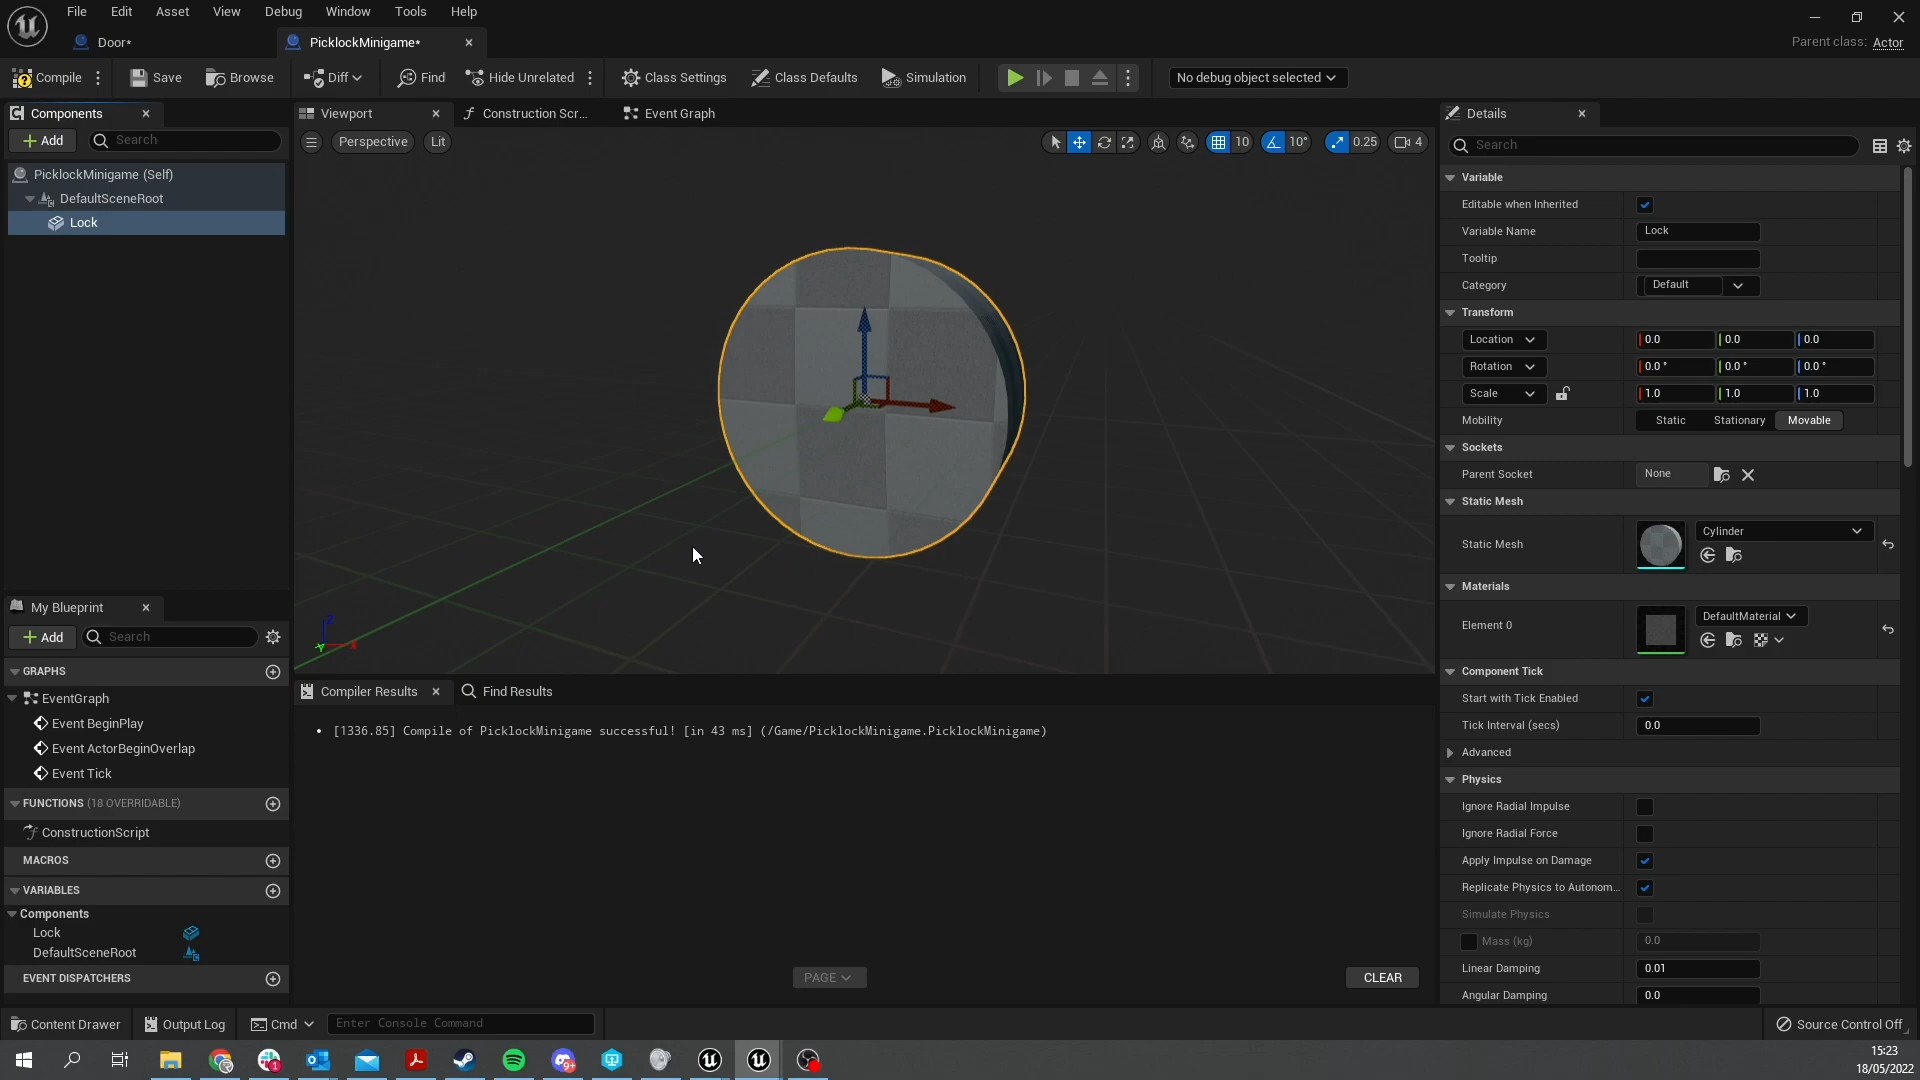 File Edit Asset View Debug Window Tools Help
Door*
PicklockMinigame*
Parent class: Actor
Compile
Save
Browse
Diff
Find
Hide Unrelated
Class Settings
Class Defaults
Simulation
No debug object selected
Components
Add
Search
PicklockMinigame (Self)
DefaultSceneRoot
Lock
Viewport
Construction Scr...
Event Graph
Perspective
Lit
10
10°
0.25
4
Z
X
Y
My Blueprint
Add
Search
GRAPHS
EventGraph
Event BeginPlay
Event ActorBeginOverlap
Event Tick
FUNCTIONS (18 OVERRIDABLE)
ConstructionScript
MACROS
VARIABLES
Components
Lock
DefaultSceneRoot
EVENT DISPATCHERS
Compiler Results
Find Results
• [1336.85] Compile of PicklockMinigame successful! [in 43 ms] (/Game/PicklockMinigame.PicklockMinigame)
PAGE
CLEAR
Details
Search
Variable
Editable when Inherited
Variable Name Lock
Tooltip
Category Default
Transform
Location 0.0 0.0 0.0
Rotation 0.0 ° 0.0 ° 0.0 °
Scale 1.0 1.0 1.0
Mobility Static Stationary Movable
Sockets
Parent Socket None
Static Mesh
Static Mesh Cylinder
Materials
Element 0 DefaultMaterial
Component Tick
Start with Tick Enabled
Tick Interval (secs) 0.0
Advanced
Physics
Ignore Radial Impulse
Ignore Radial Force
Apply Impulse on Damage
Replicate Physics to Autonom...
Simulate Physics
Mass (kg) 0.0
Linear Damping 0.01
Angular Damping 0.0
Content Drawer
Output Log
Cmd
Enter Console Command
Source Control Off
1
9+
15:23
18/05/2022